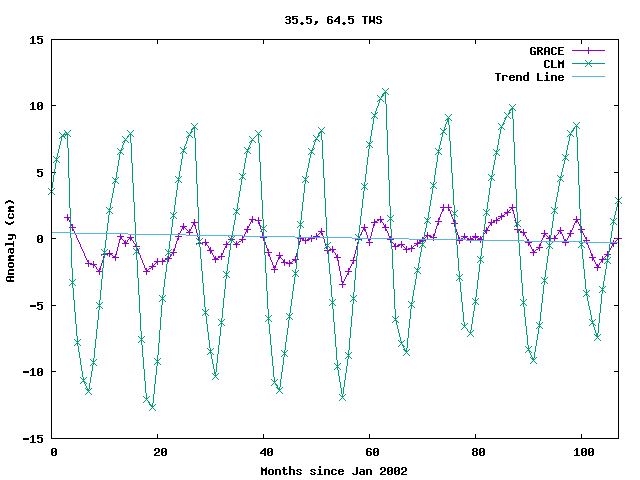 35.5, 64.5 TWS
GRACE
CLM
Trend Line
15
10
5
0
-5
-10
-15
Anomaly (cm)
0 20 40 60 80 100
Months since Jan 2002